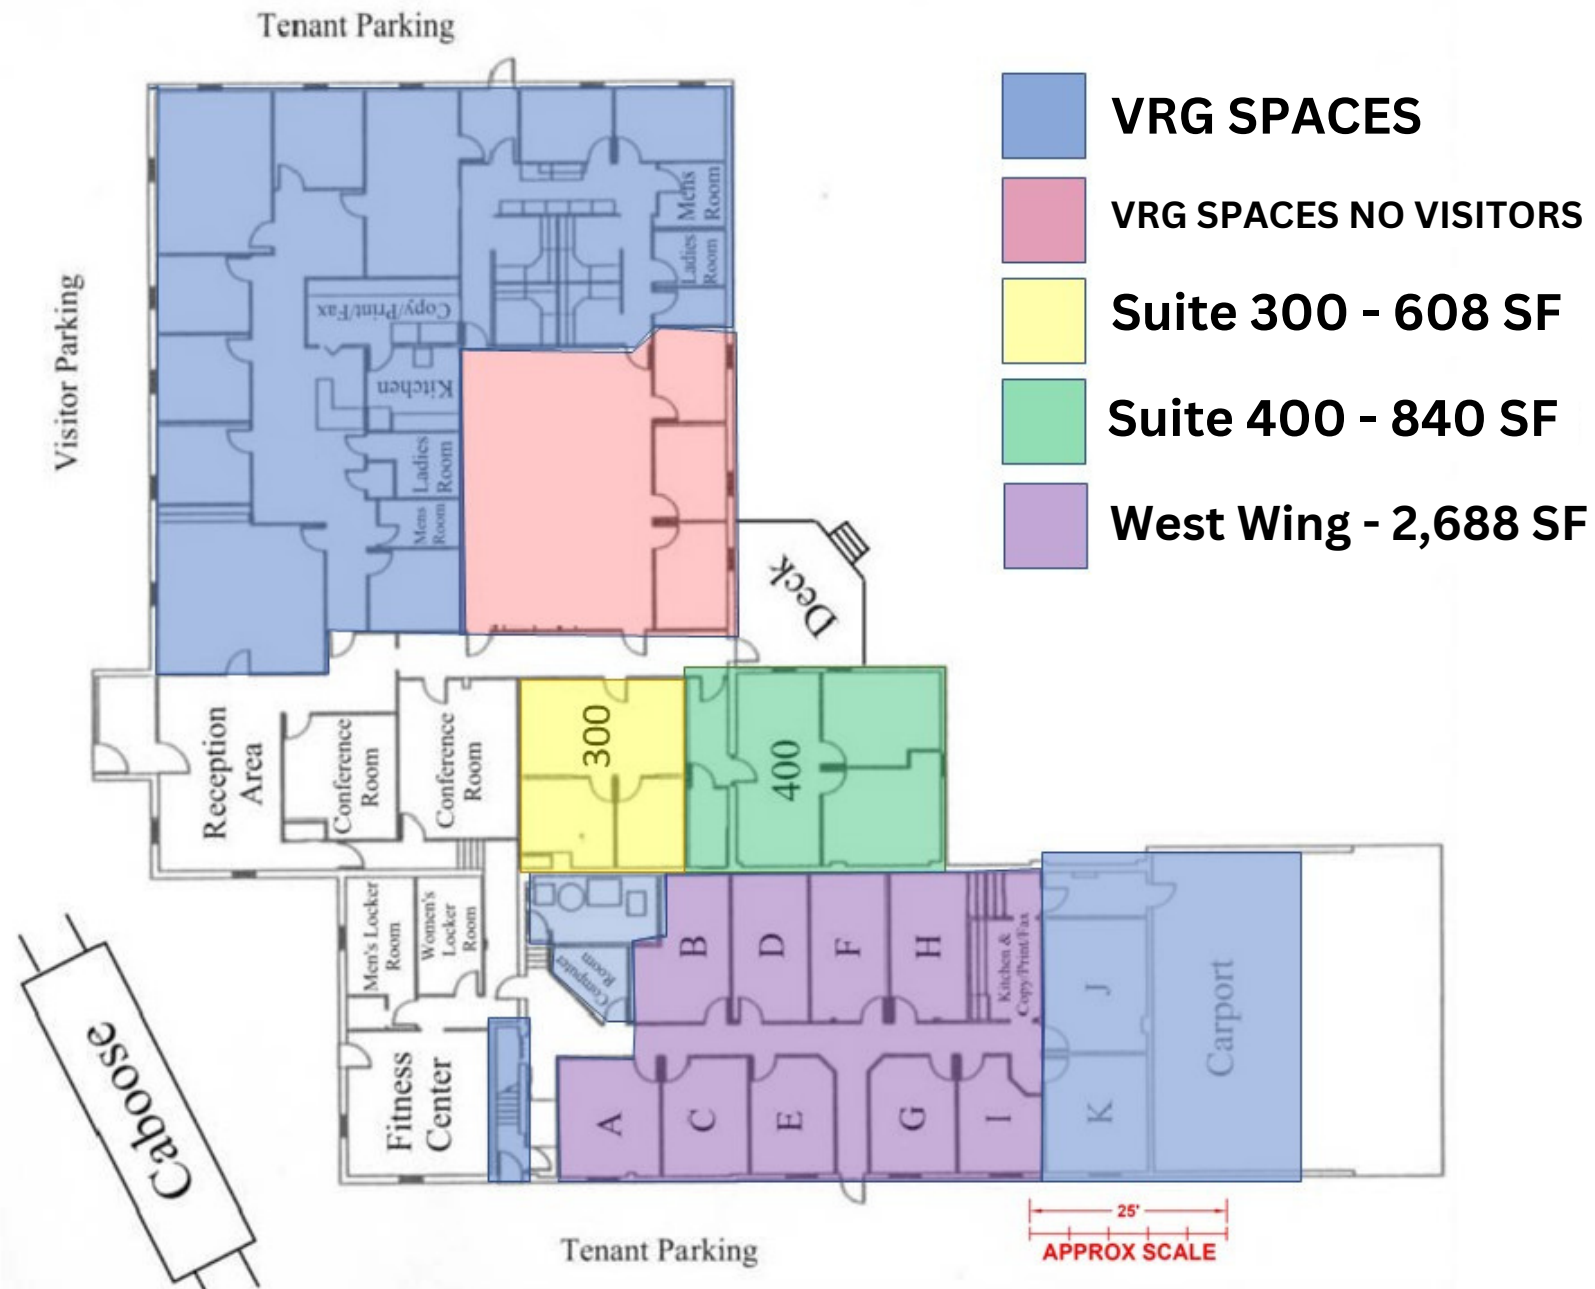 Tenant Parking
VRG SPACES
VRG SPACES NO VISITORS
Suite 300 - 608 SF
Suite 400 - 840 SF
West Wing - 2,688 SF
Visitor Parking
Mens
Room
Ladies
Room
Copy/Print/Fax
Kitchen
Ladies
Room
Mens
Room
Deck
Reception
Area
Conference
Room
Conference
Room
300
400
Men's Locker
Room
Women's
Locker
Room
Computer
Room
B
D
F
H
Kitchen &
Copy/Print/Fax
J
Carport
Caboose
Fitness
Center
A
C
E
G
I
K
25'
APPROX SCALE
Tenant Parking